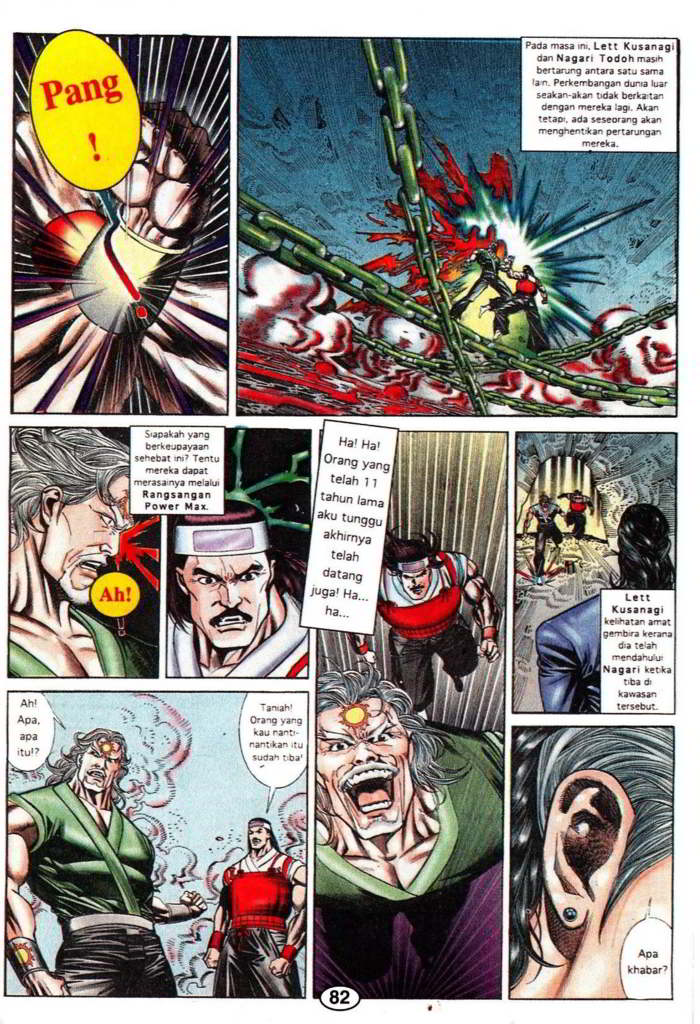 Pang
!
Pada masa ini, Lett Kusanagi
dan Nagari Todoh masih
bertarung antara satu sama
lain. Perkembangan dunia luar
seakan-akan tidak berkaitan
dengan mereka lagi. Akan
tetapi, ada seseorang akan
menghentikan pertarungan
mereka.
Siapakah yang
berkeupayaan
sehebat ini? Tentu
mereka dapat
merasainya melalui
Rangsangan
Power Max.
Ah!
Ha! Ha!
Orang yang
telah 11
tahun lama
aku tunggu
akhirnya
telah
datang
juga! Ha...
ha...
Lett
Kusanagi
kelihatan amat
gembira kerana
dia telah
mendahului
Nagari ketika
tiba di
kawasan
tersebut.
Ah!
Apa,
apa
itu!?
Taniah!
Orang yang
kau nanti-
nantikan itu
sudah tiba!
Apa
khabar?
82